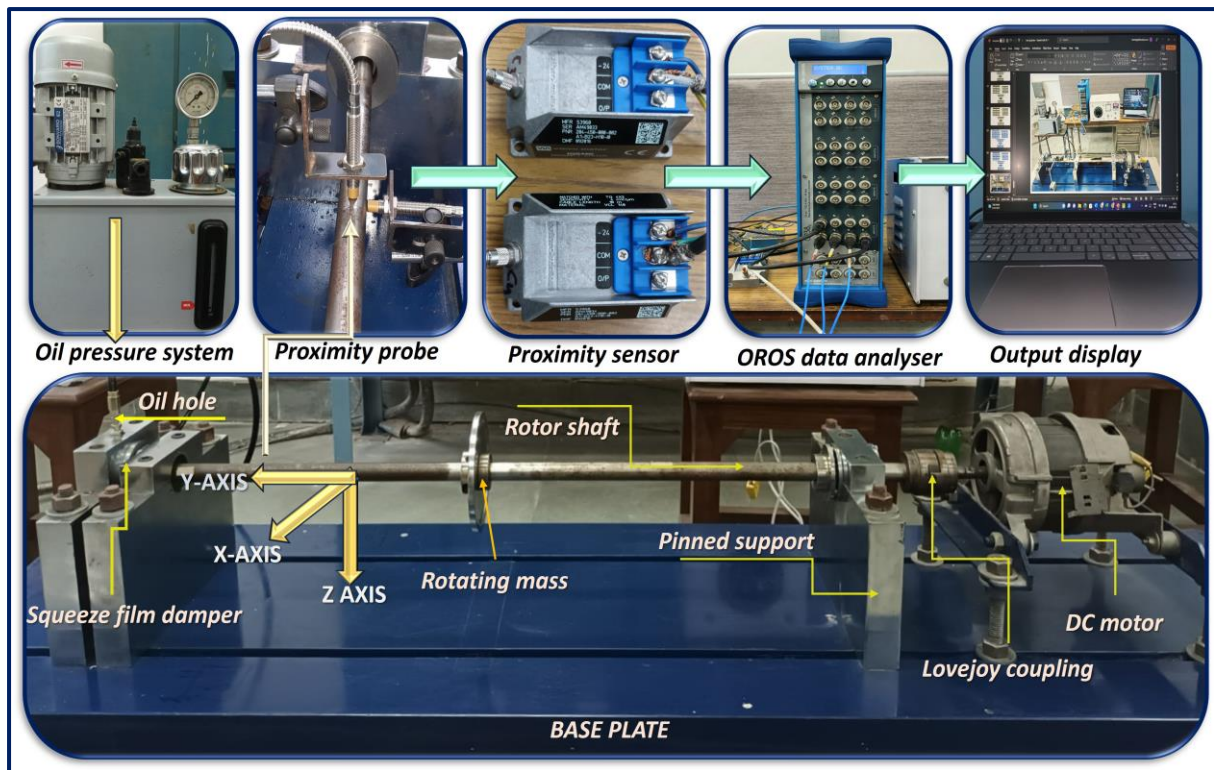 -24
COM
O/P
-24
COM
O/P
Oil pressure system
Proximity probe
Proximity sensor
OROS data analyser
Output display
Oil hole
Rotor shaft
Y-AXIS
X-AXIS
Z AXIS
Pinned support
Rotating mass
Squeeze film damper
DC motor
Lovejoy coupling
BASE PLATE